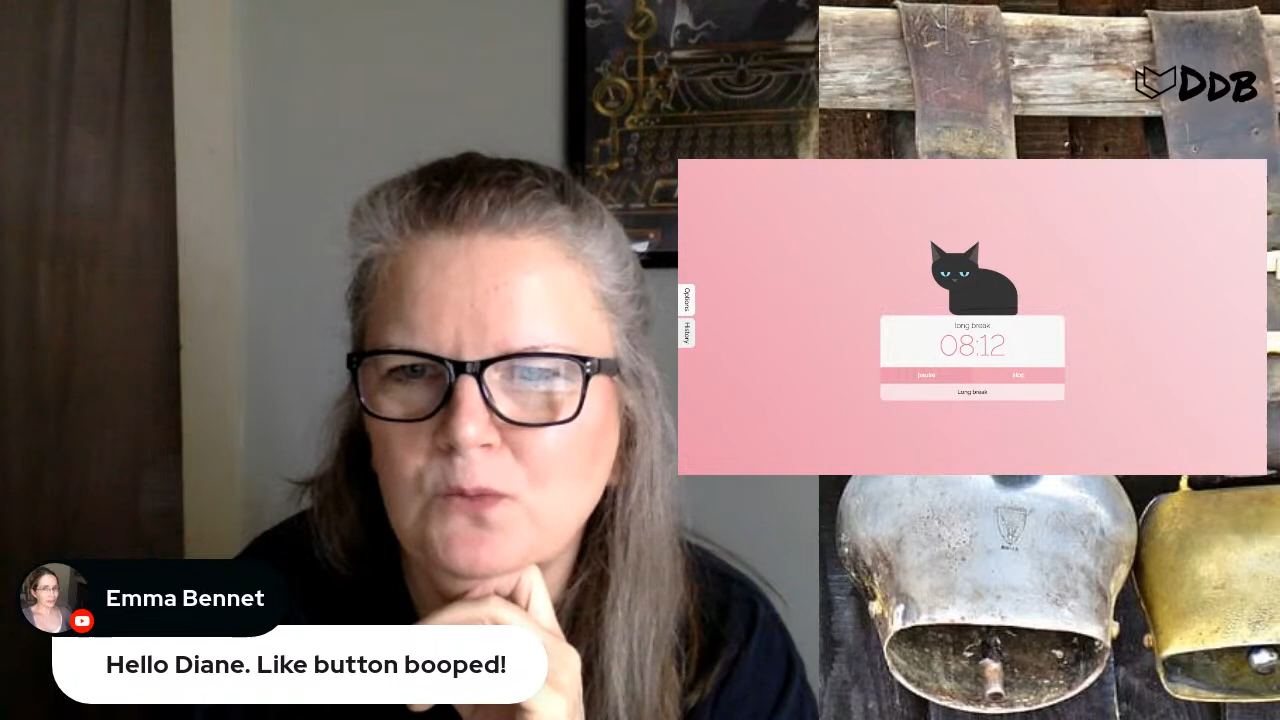 DDB
Options
History
long break
08:12
pause
stop
Long break
Emma Bennet
Hello Diane. Like button booped!